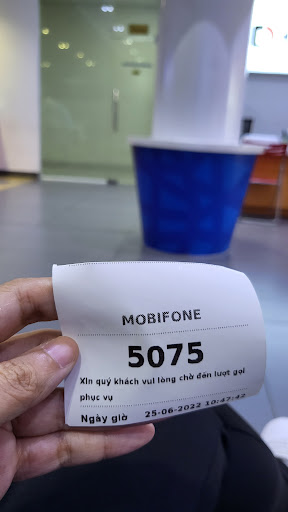 MOBIFONE
5075
Xin quý khách vui lòng chờ đến lượt gọi
phục vụ
Ngày giờ 25-06-2022 10:47:42